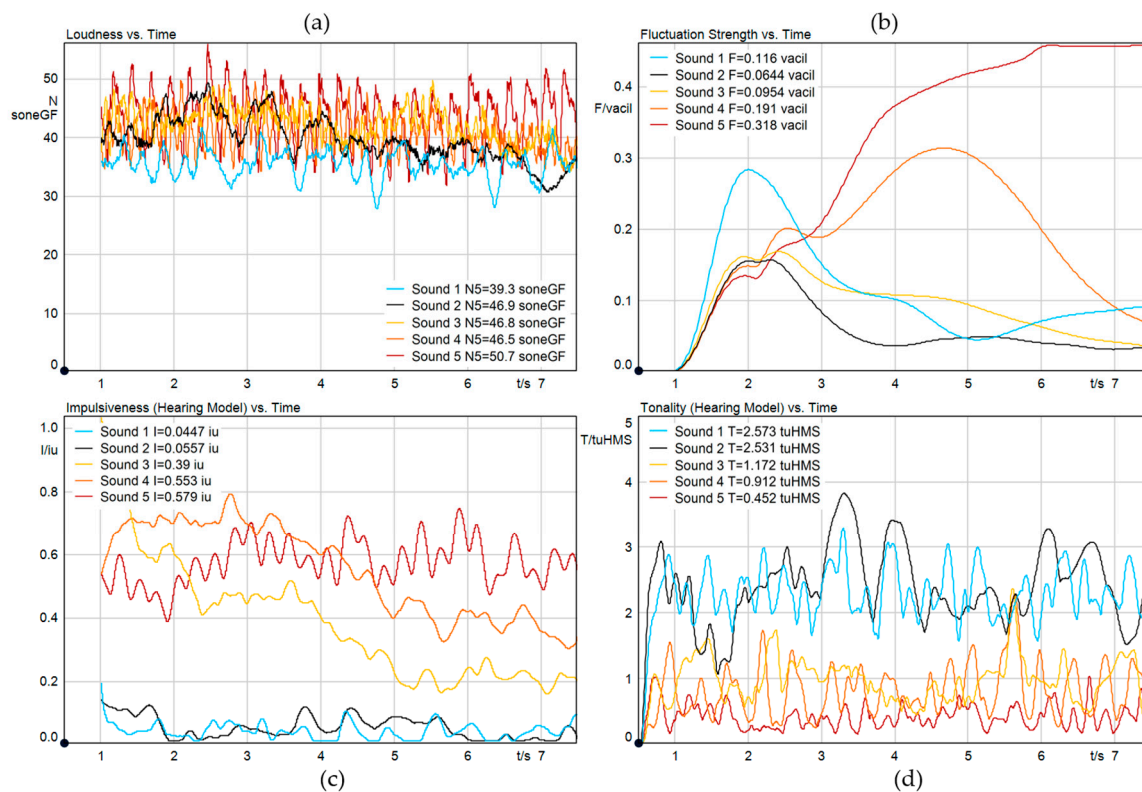 (a)
Loudness vs. Time
50
N
soneGF
40
30
20
10
0
Sound 1 N5=39.3 soneGF
Sound 2 N5=46.9 soneGF
Sound 3 N5=46.8 soneGF
Sound 4 N5=46.5 soneGF
Sound 5 N5=50.7 soneGF
1 2 3 4 5 6 t/s 7
(b)
Fluctuation Strength vs. Time
Sound 1 F=0.116 vacil
Sound 2 F=0.0644 vacil
Sound 3 F=0.0954 vacil
Sound 4 F=0.191 vacil
Sound 5 F=0.318 vacil
0.4
F/vacil
0.3
0.2
0.1
0.0
1 2 3 4 5 6 t/s 7
Impulsiveness (Hearing Model) vs. Time
1.0
I/iu
Sound 1 I=0.0447 iu
Sound 2 I=0.0557 iu
Sound 3 I=0.39 iu
Sound 4 I=0.553 iu
Sound 5 I=0.579 iu
0.8
0.6
0.4
0.2
0.0
1 2 3 4 5 6 t/s 7
(c)
Tonality (Hearing Model) vs. Time
5
T/tuHMS
Sound 1 T=2.573 tuHMS
Sound 2 T=2.531 tuHMS
Sound 3 T=1.172 tuHMS
Sound 4 T=0.912 tuHMS
Sound 5 T=0.452 tuHMS
4
3
2
1
0
1 2 3 4 5 6 t/s 7
(d)